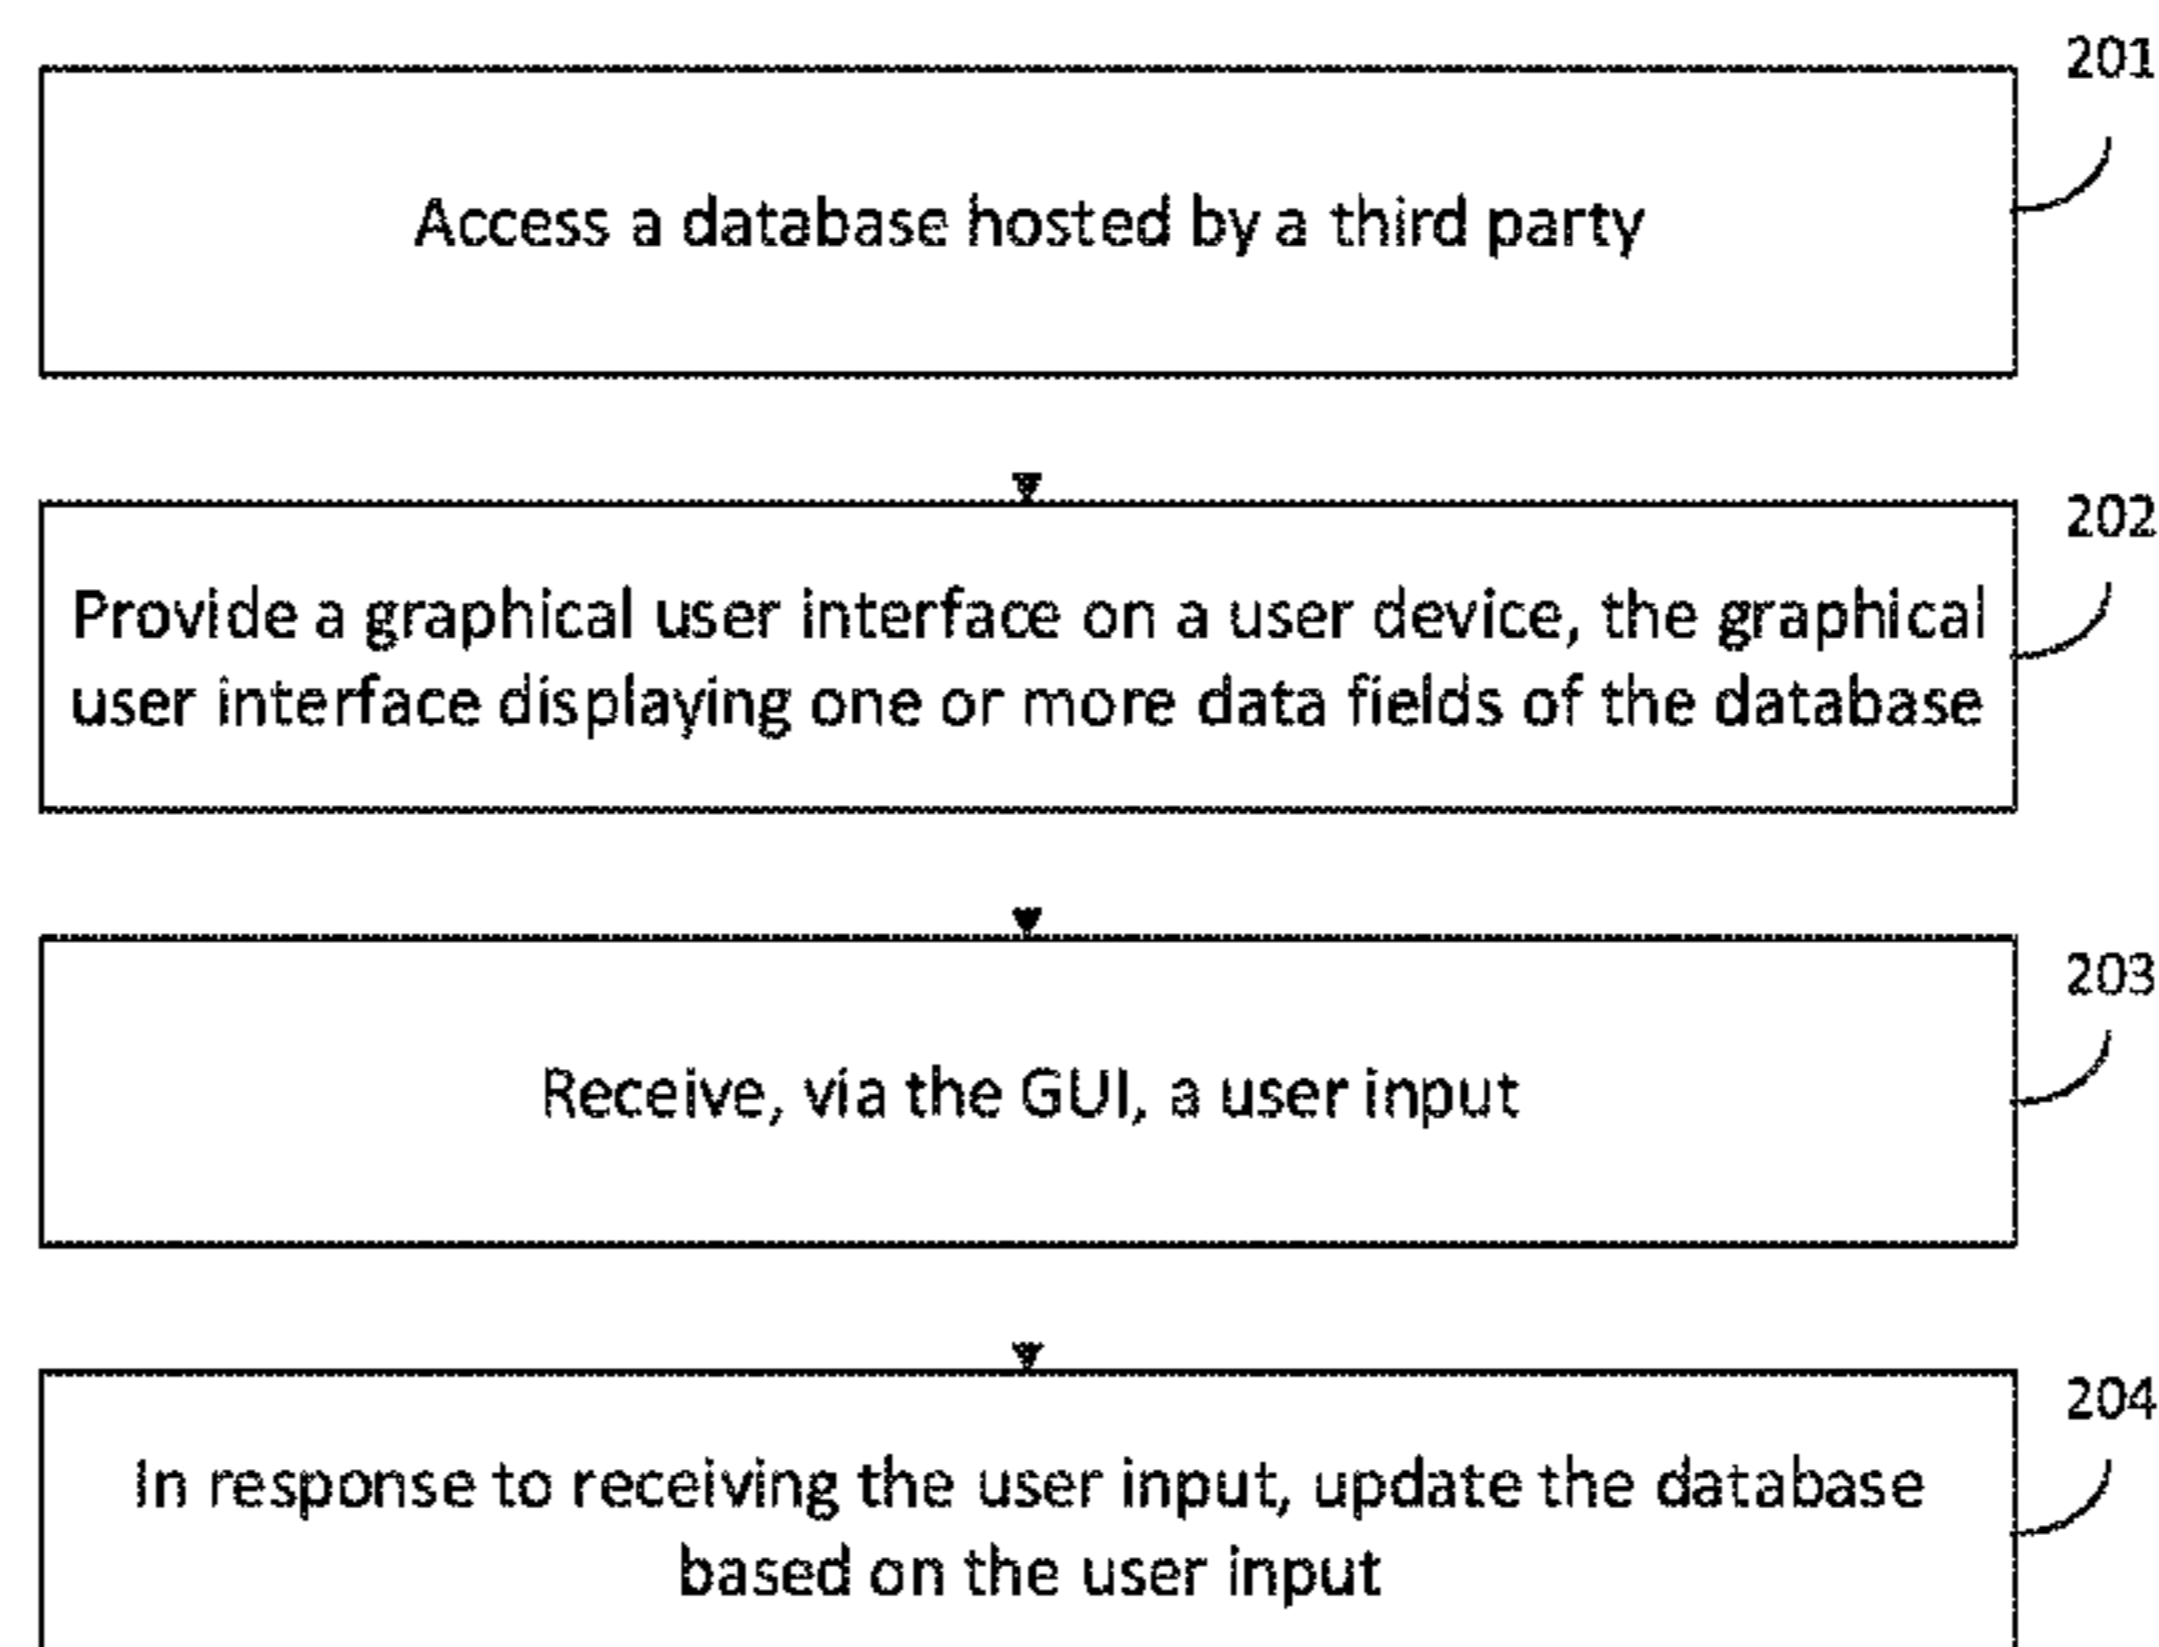 201
Access a database hosted by a third party
202
Provide a graphical user interface on a user device, the graphical
user interface displaying one or more data fields of the database
203
Receive, via the GUI, a user input
204
In response to receiving the user input, update the database
based on the user input